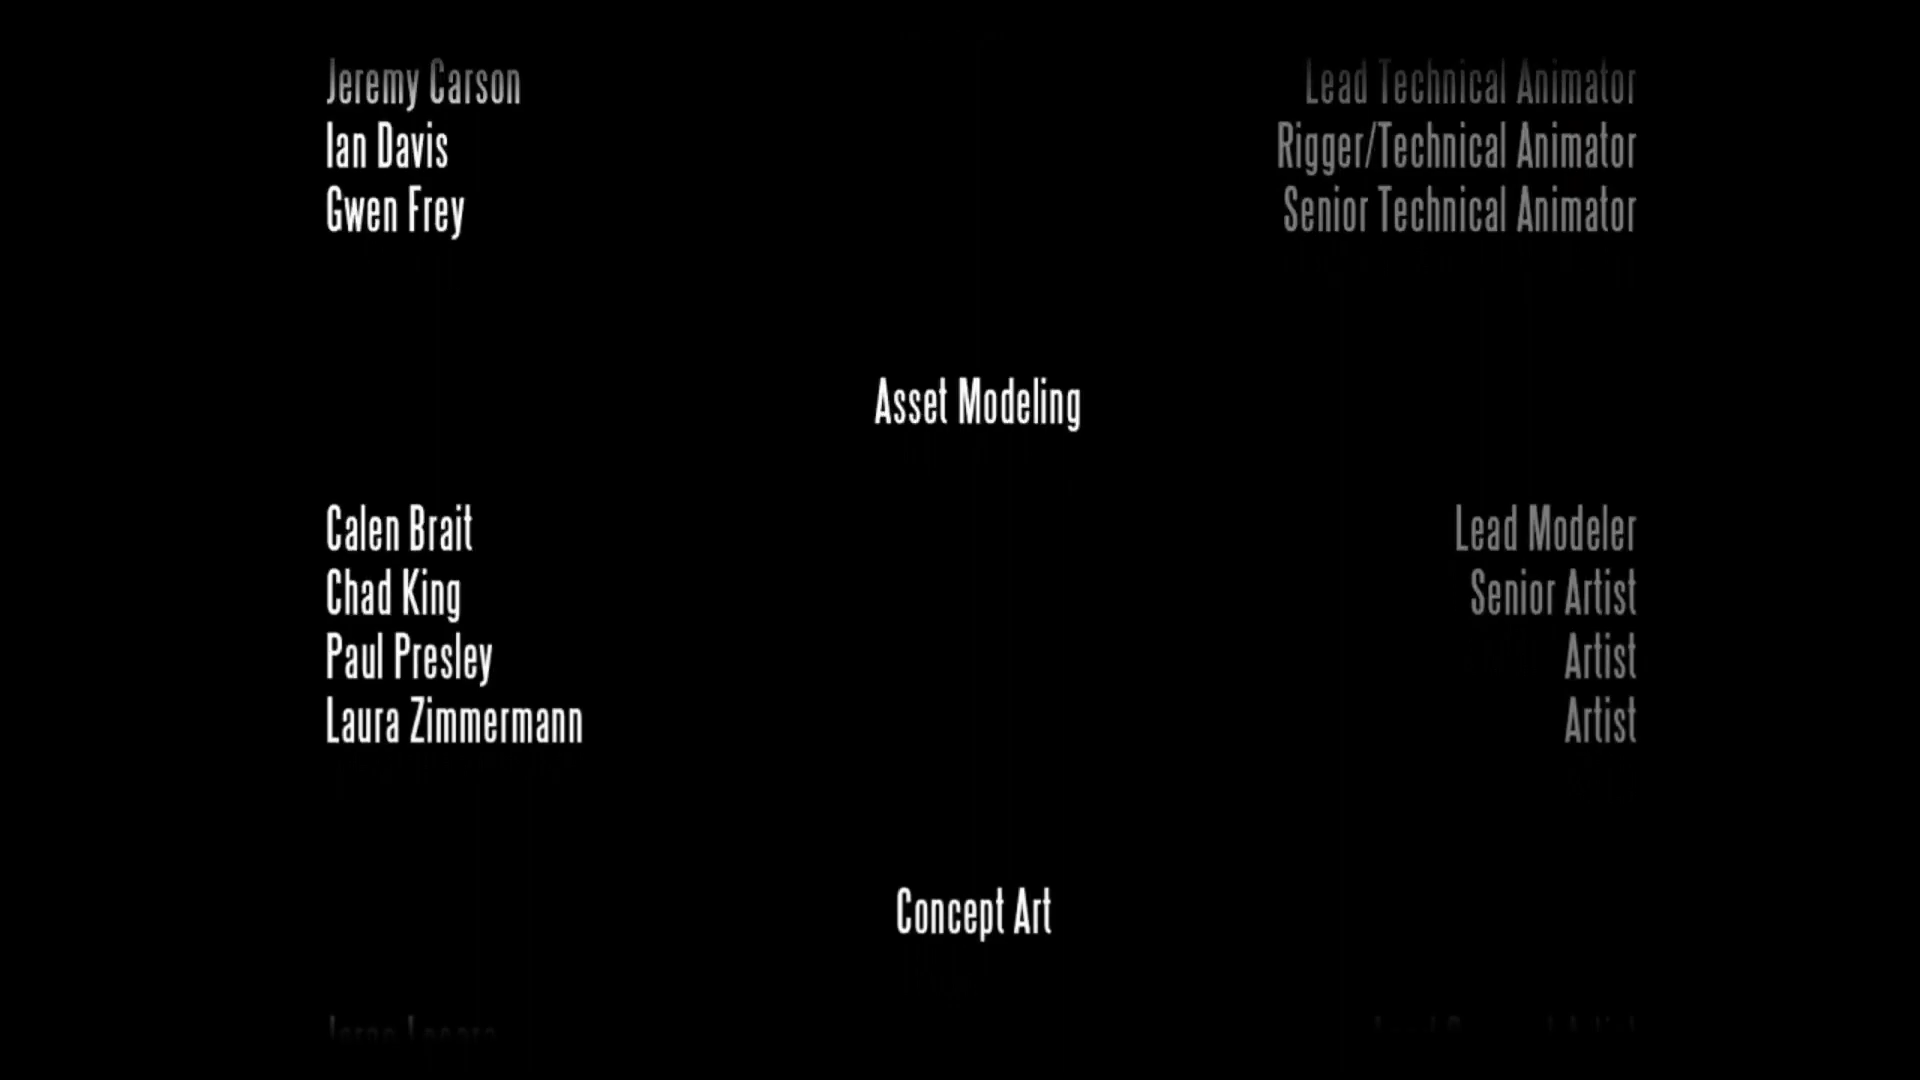 Jeremy Carson Lead Technical Animator
Ian Davis Rigger/Technical Animator
Gwen Frey Senior Technical Animator
Asset Modeling
Calen Brait Lead Modeler
Chad King Senior Artist
Paul Presley Artist
Laura Zimmermann Artist
Concept Art